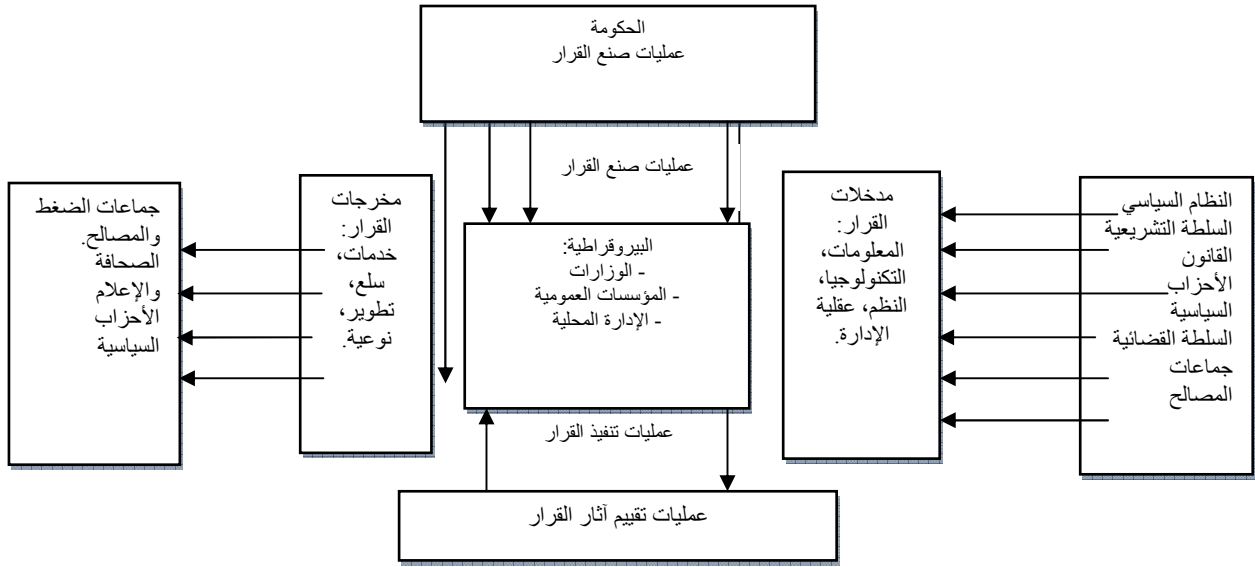 الحكومة
عمليات صنع القرار
عمليات صنع القرار
النظام السياسي
السلطة التشريعية
القانون
الأحزاب
السياسية
السلطة القضائية
جماعات
المصالح
مدخلات
القرار:
المعلومات،
التكنولوجيا،
النظم، عقلية
الإدارة.
البيروقراطية:
- الوزارات
- المؤسسات العمومية
- الإدارة المحلية
مخرجات
القرار:
خدمات،
سلع،
تطوير،
نوعية.
جماعات الضغط
والمصالح.
الصحافة
والإعلام
الأحزاب
السياسية
عمليات تنفيذ القرار
عمليات تقييم آثار القرار